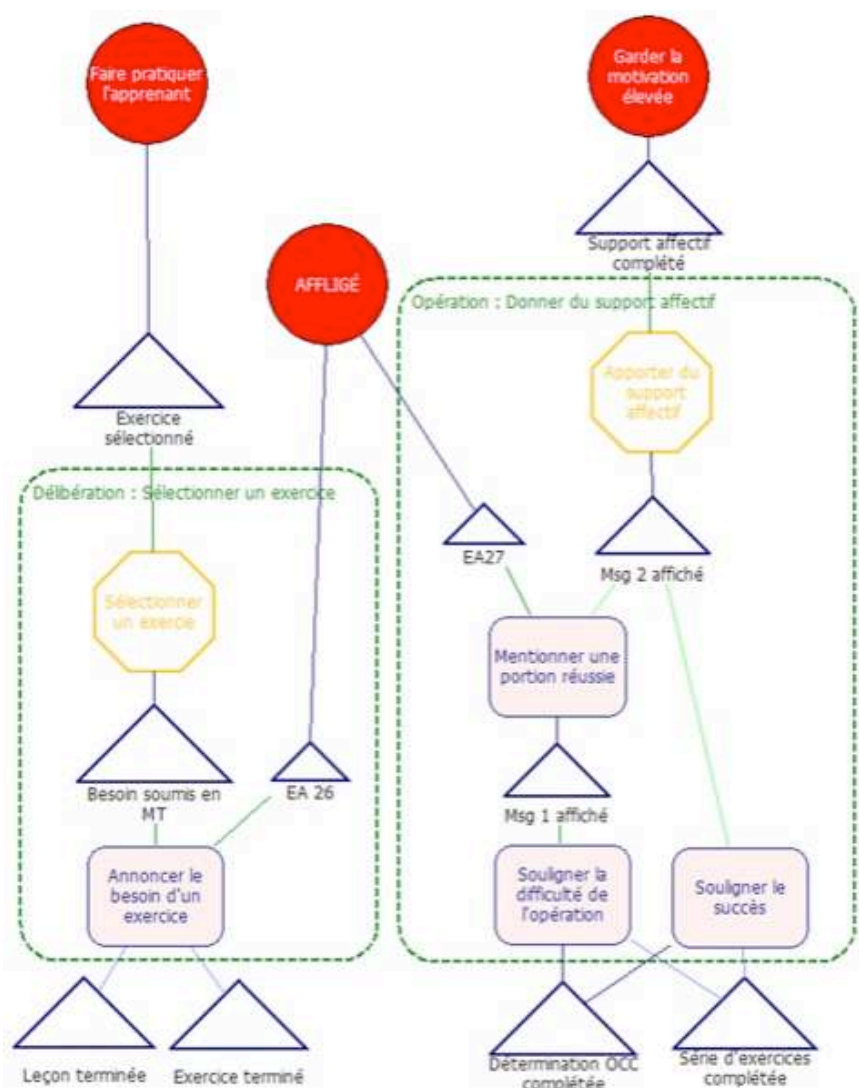 Faire pratiquer
l'apprenant
Garder la
motivation
élevée
Support affectif
complété
AFFLIGÉ
Opération : Donner du support affectif
Apporter du
support
affectif
Exercice
sélectionné
Délibération : Sélectionner un exercice
EA27
Msg 2 affiché
Sélectionner
un exercie
Mentionner une
portion réussie
Besoin soumis en
MT
EA 26
Msg 1 affiché
Annoncer le
besoin d'un
exercice
Souligner la
difficulté de
l'opération
Souligner le
succès
Leçon terminée
Exercice terminé
Détermination OCC
complétée
Série d'exercices
complétée